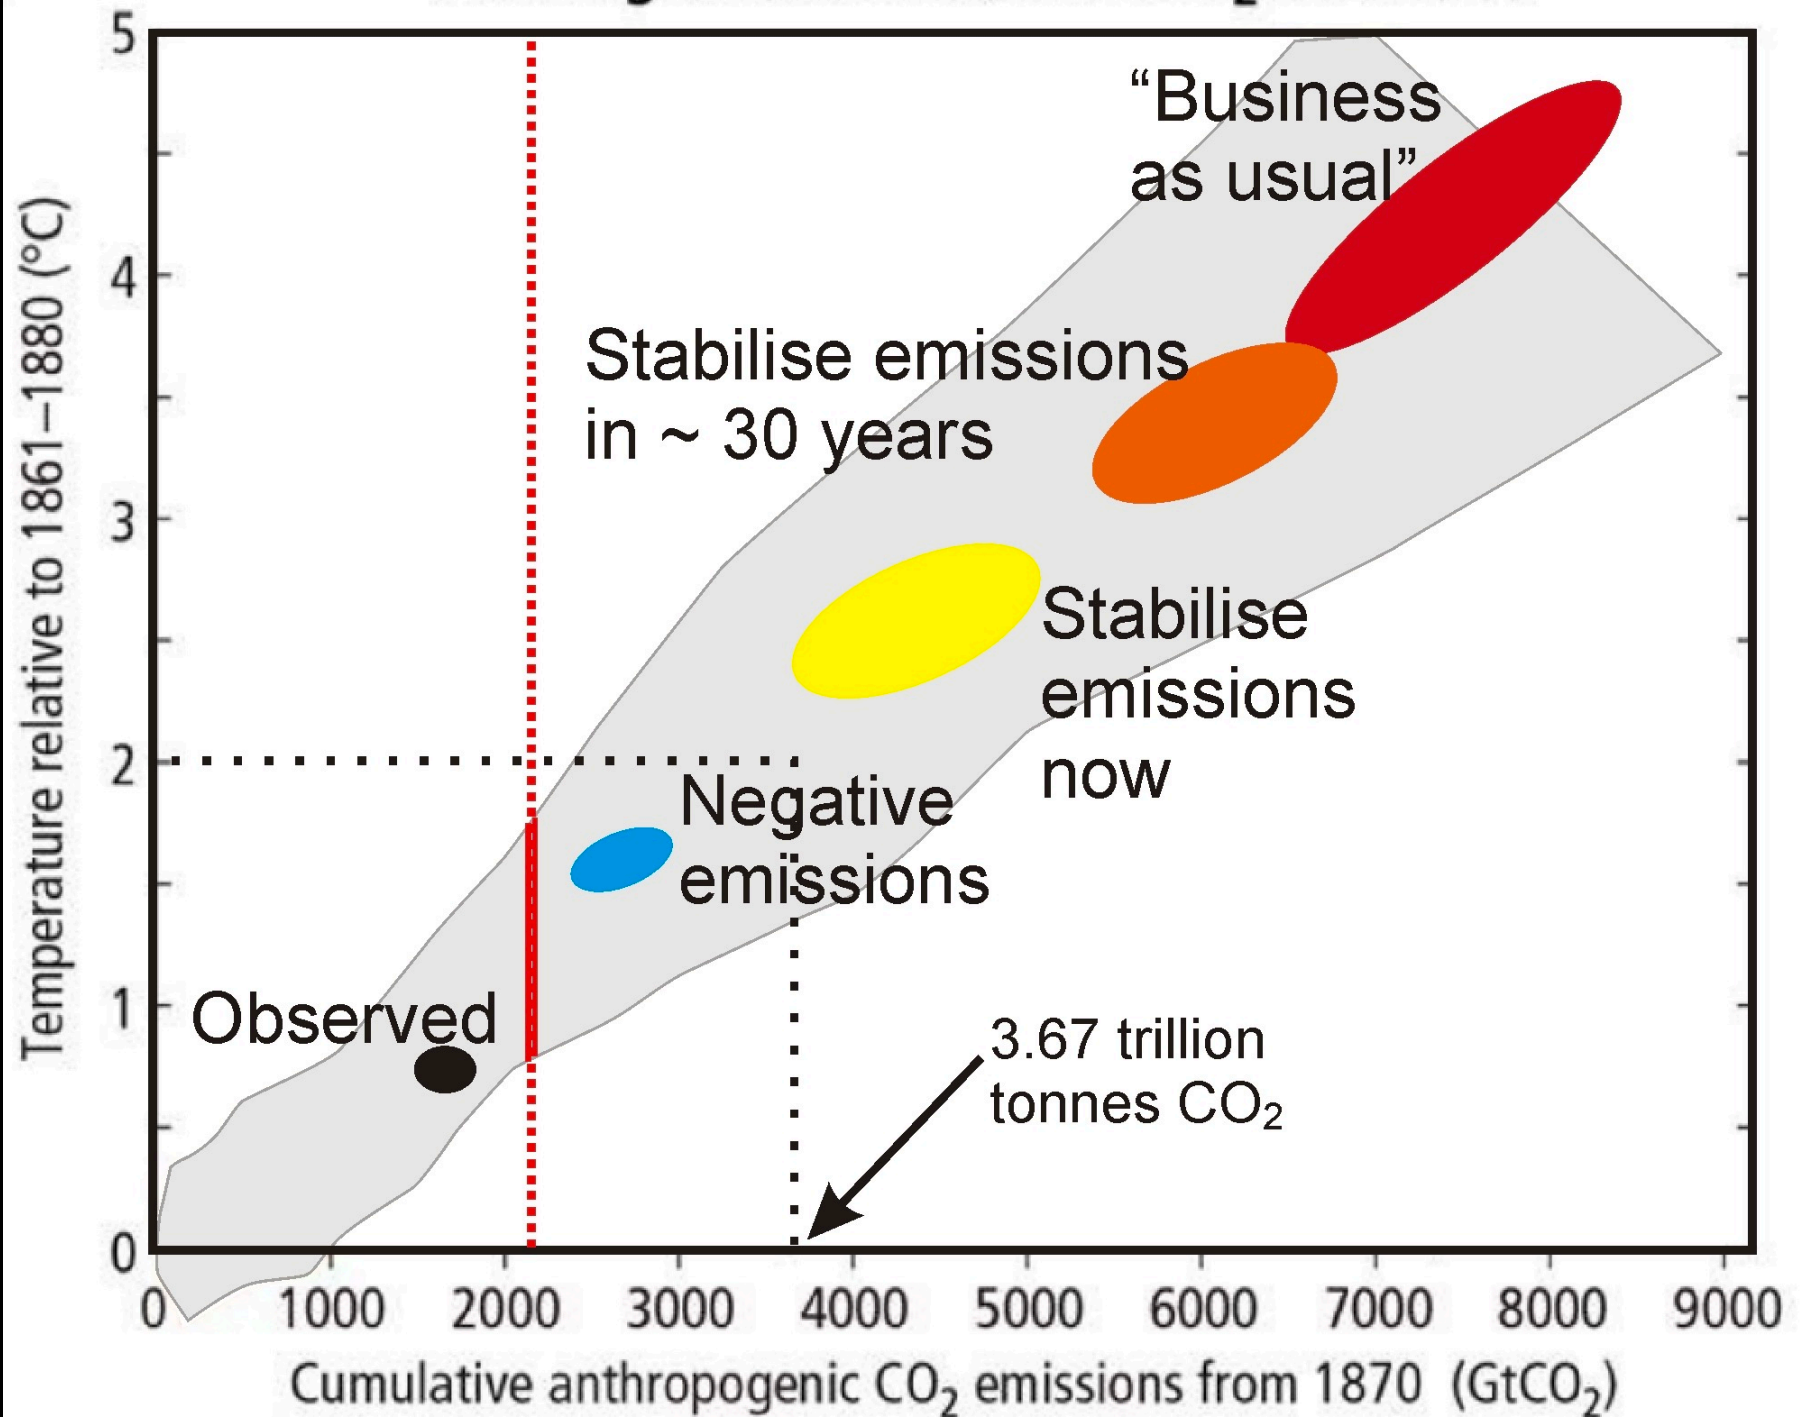 5
4
3
2
1
0
Temperature relative to 1861–1880 (°C)
“Business
as usual”
Stabilise emissions
in ~ 30 years
Stabilise
emissions
now
Negative
emissions
Observed
3.67 trillion
tonnes CO₂
0 1000 2000 3000 4000 5000 6000 7000 8000 9000
Cumulative anthropogenic CO₂ emissions from 1870 (GtCO₂)